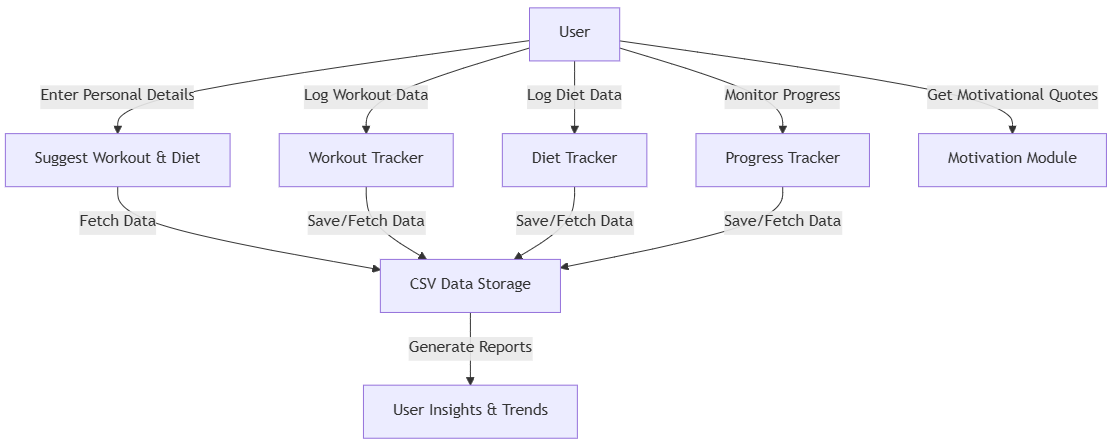 User
Enter Personal Details
Log Workout Data
Log Diet Data
Monitor Progress
Get Motivational Quotes
Suggest Workout & Diet
Workout Tracker
Diet Tracker
Progress Tracker
Motivation Module
Fetch Data
Save/Fetch Data
Save/Fetch Data
Save/Fetch Data
CSV Data Storage
Generate Reports
User Insights & Trends